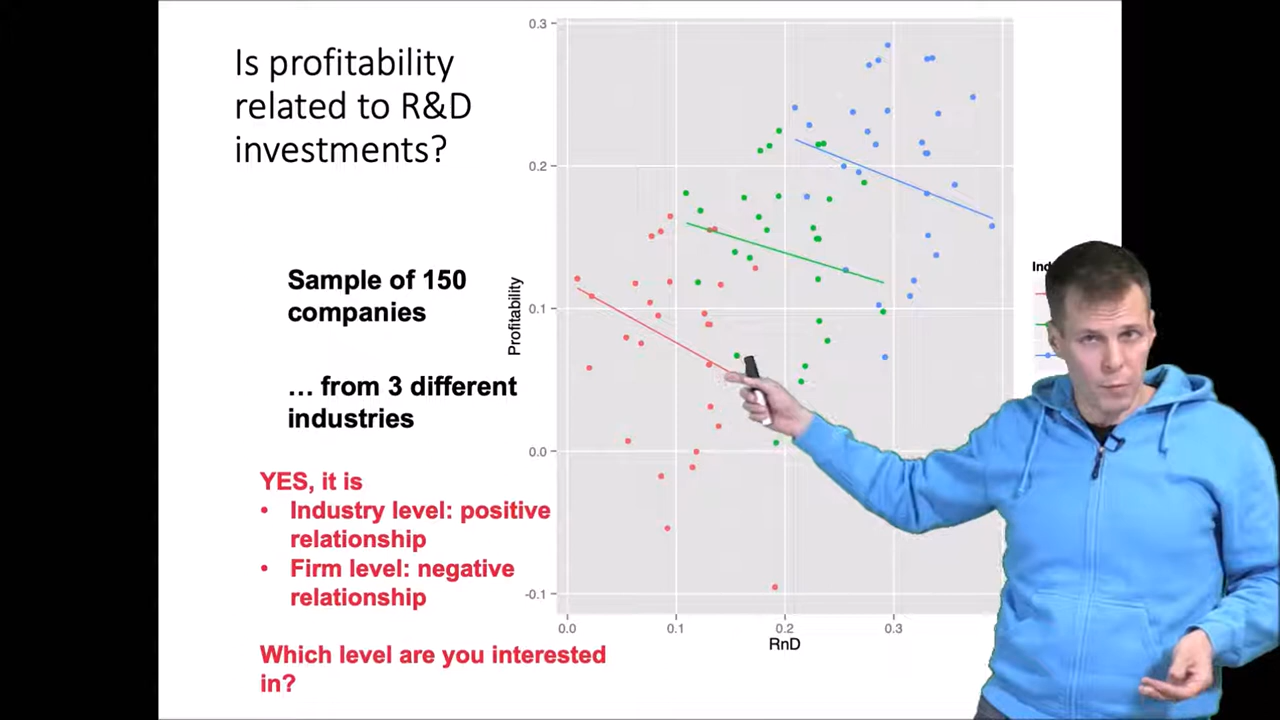 Is profitability
related to R&D
investments?
Sample of 150
companies
… from 3 different
industries
YES, it is
• Industry level: positive
relationship
• Firm level: negative
relationship
Which level are you interested
in?
Profitability
0.3
0.2
0.1
0.0
-0.1
0.0 0.1 0.2 0.3
RnD